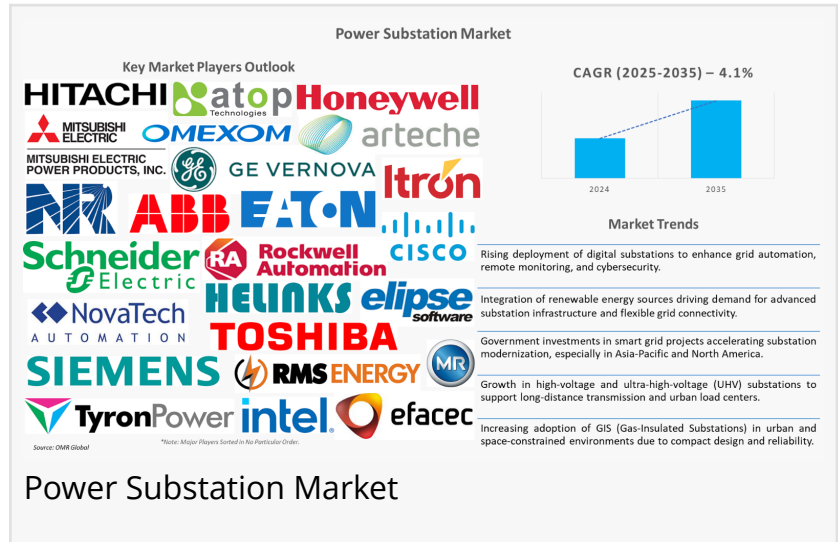 Power Substation Market
Key Market Players Outlook
HITACHI
atop
Technologies
Honeywell
MITSUBISHI
ELECTRIC
OMEXOM
arteche
MITSUBISHI ELECTRIC
POWER PRODUCTS, INC.
GE
GE VERNOVA
Itrón
NR
ABB
EATON
CISCO
Schneider
Electric
RA
Rockwell
Automation
NovaTech
AUTOMATION
HELINKS
elipse
software
TOSHIBA
SIEMENS
RMS ENERGY
MR
TyronPower
intel.
efacec
Source: OMR Global
*Note: Major Players Sorted in No Particular Order.
CAGR (2025-2035) – 4.1%
2024
2035
Market Trends
Rising deployment of digital substations to enhance grid automation,
remote monitoring, and cybersecurity.
Integration of renewable energy sources driving demand for advanced
substation infrastructure and flexible grid connectivity.
Government investments in smart grid projects accelerating substation
modernization, especially in Asia-Pacific and North America.
Growth in high-voltage and ultra-high-voltage (UHV) substations to
support long-distance transmission and urban load centers.
Increasing adoption of GIS (Gas-Insulated Substations) in urban and
space-constrained environments due to compact design and reliability.
Power Substation Market